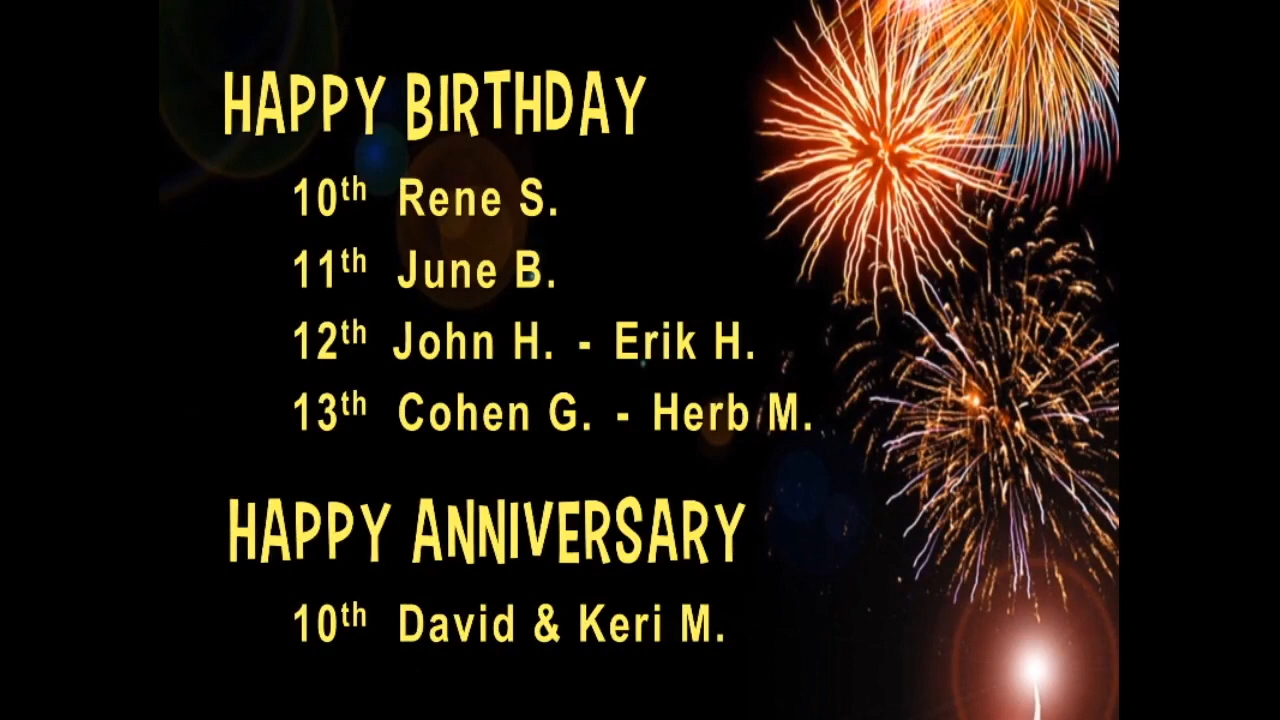 HAPPY BIRTHDAY
10th Rene S.
11th June B.
12th John H. - Erik H.
13th Cohen G. - Herb M.
HAPPY ANNIVERSARY
10th David & Keri M.